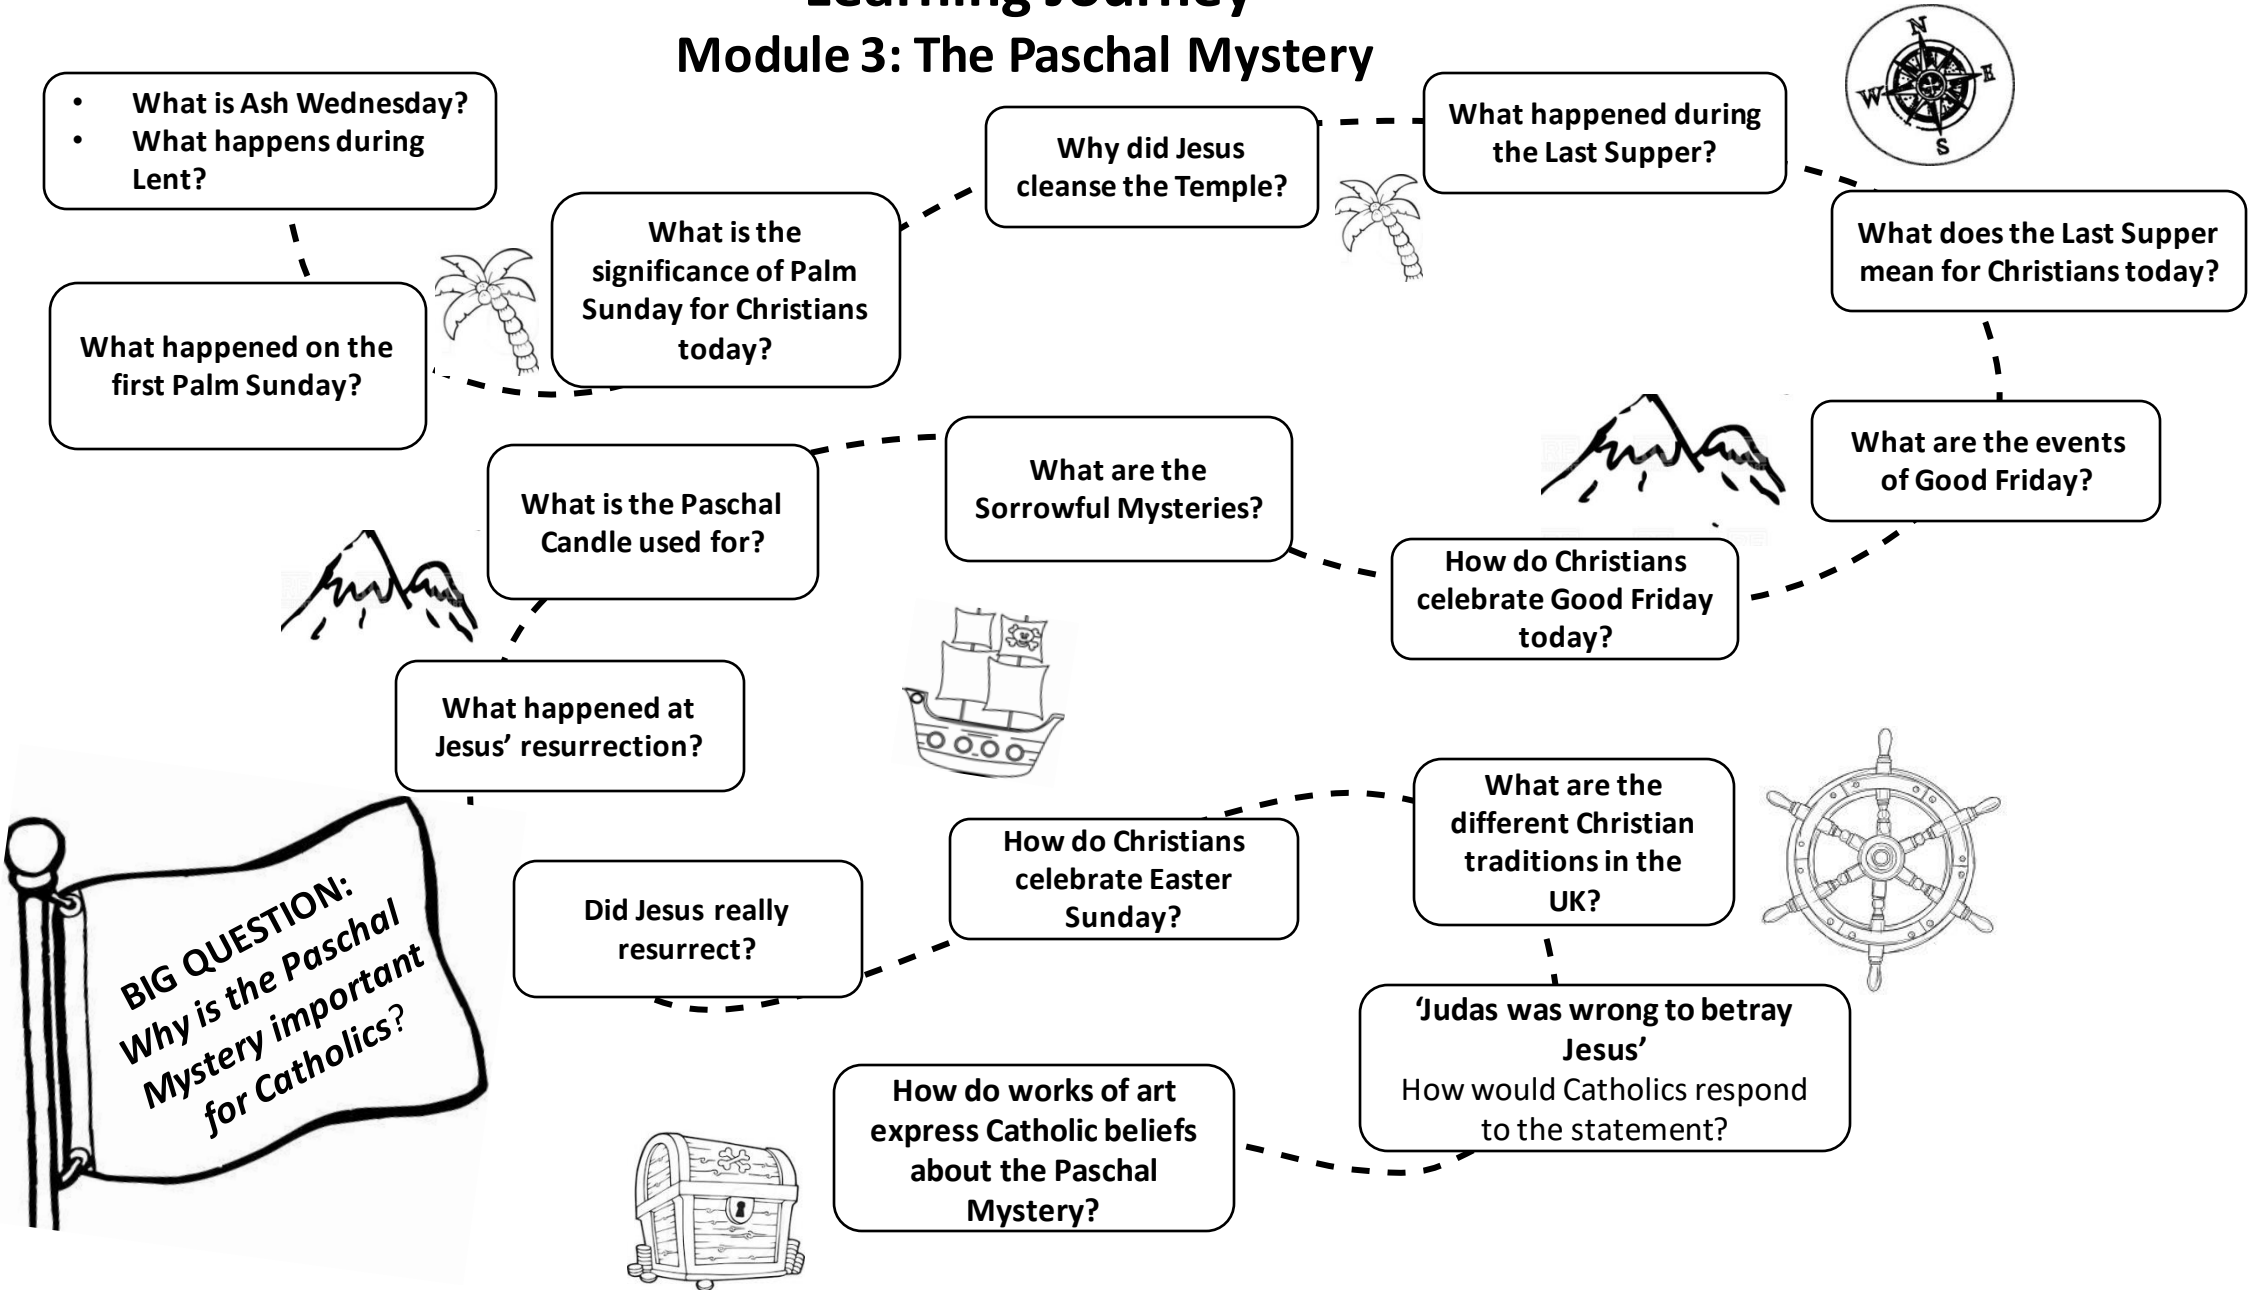 Learning Journey
Module 3: The Paschal Mystery
N
E
S
W
• What is Ash Wednesday?
• What happens during
Lent?
What happened on the
first Palm Sunday?
What is the
significance of Palm
Sunday for Christians
today?
Why did Jesus
cleanse the Temple?
What happened during
the Last Supper?
What does the Last Supper
mean for Christians today?
What are the events
of Good Friday?
How do Christians
celebrate Good Friday
today?
What are the
Sorrowful Mysteries?
What is the Paschal
Candle used for?
What happened at
Jesus’ resurrection?
Did Jesus really
resurrect?
How do Christians
celebrate Easter
Sunday?
What are the
different Christian
traditions in the
UK?
‘Judas was wrong to betray
Jesus’
How would Catholics respond
to the statement?
How do works of art
express Catholic beliefs
about the Paschal
Mystery?
BIG QUESTION:
Why is the Paschal
Mystery important
for Catholics?